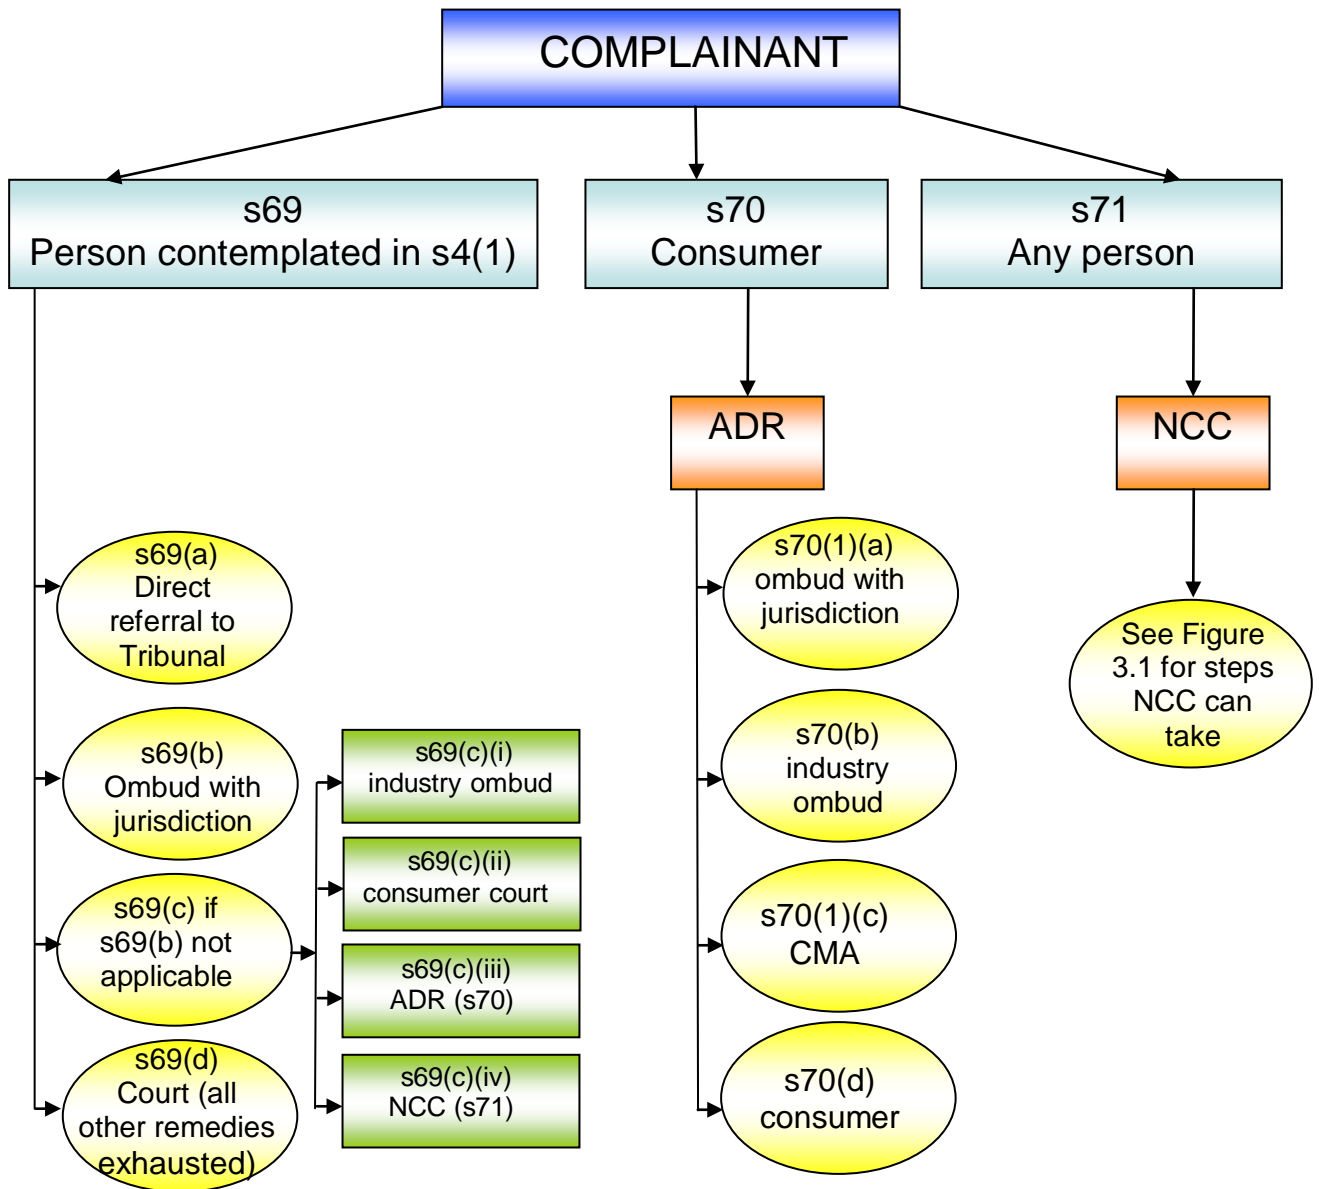 COMPLAINANT
s69
Person contemplated in s4(1)
s70
Consumer
s71
Any person
ADR
NCC
s69(a)
Direct
referral to
Tribunal
s69(b)
Ombud with
jurisdiction
s69(c) if
s69(b) not
applicable
s69(d)
Court (all
other remedies
exhausted)
s69(c)(i)
industry ombud
s69(c)(ii)
consumer court
s69(c)(iii)
ADR (s70)
s69(c)(iv)
NCC (s71)
s70(1)(a)
ombud with
jurisdiction
s70(b)
industry
ombud
s70(1)(c)
CMA
s70(d)
consumer
See Figure
3.1 for steps
NCC can
take